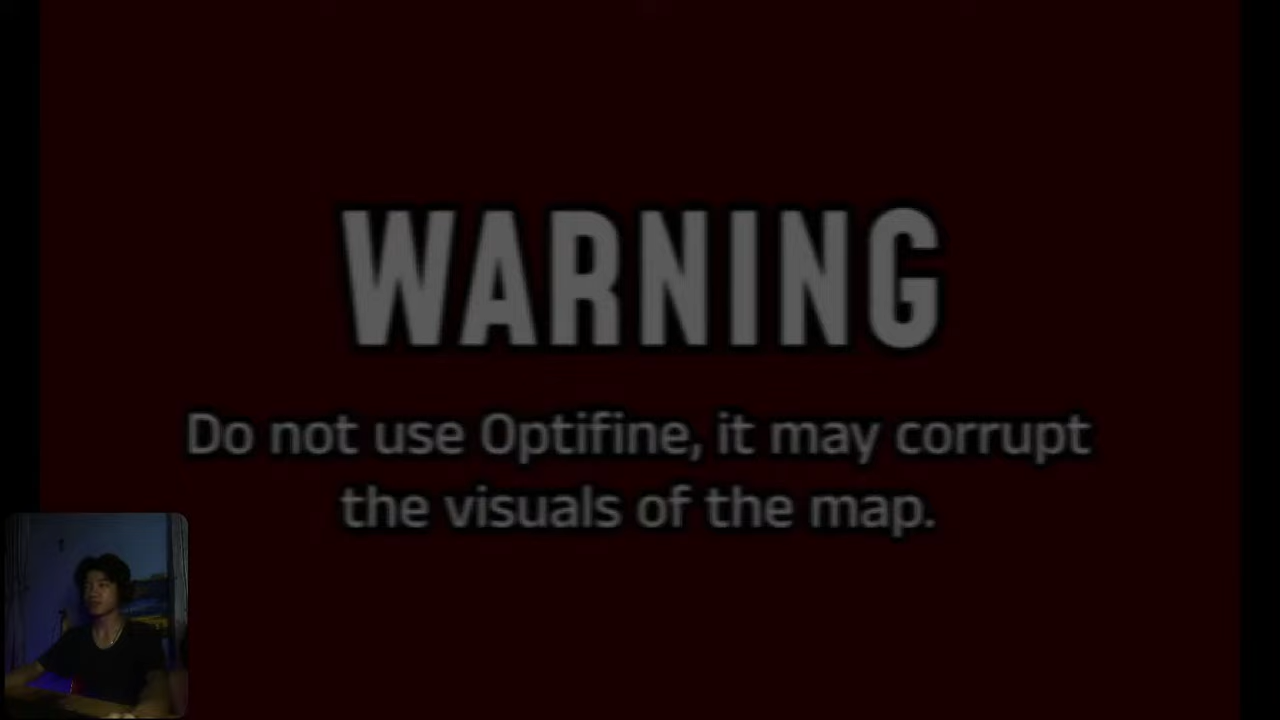 WARNING
Do not use Optifine, it may corrupt
the visuals of the map.